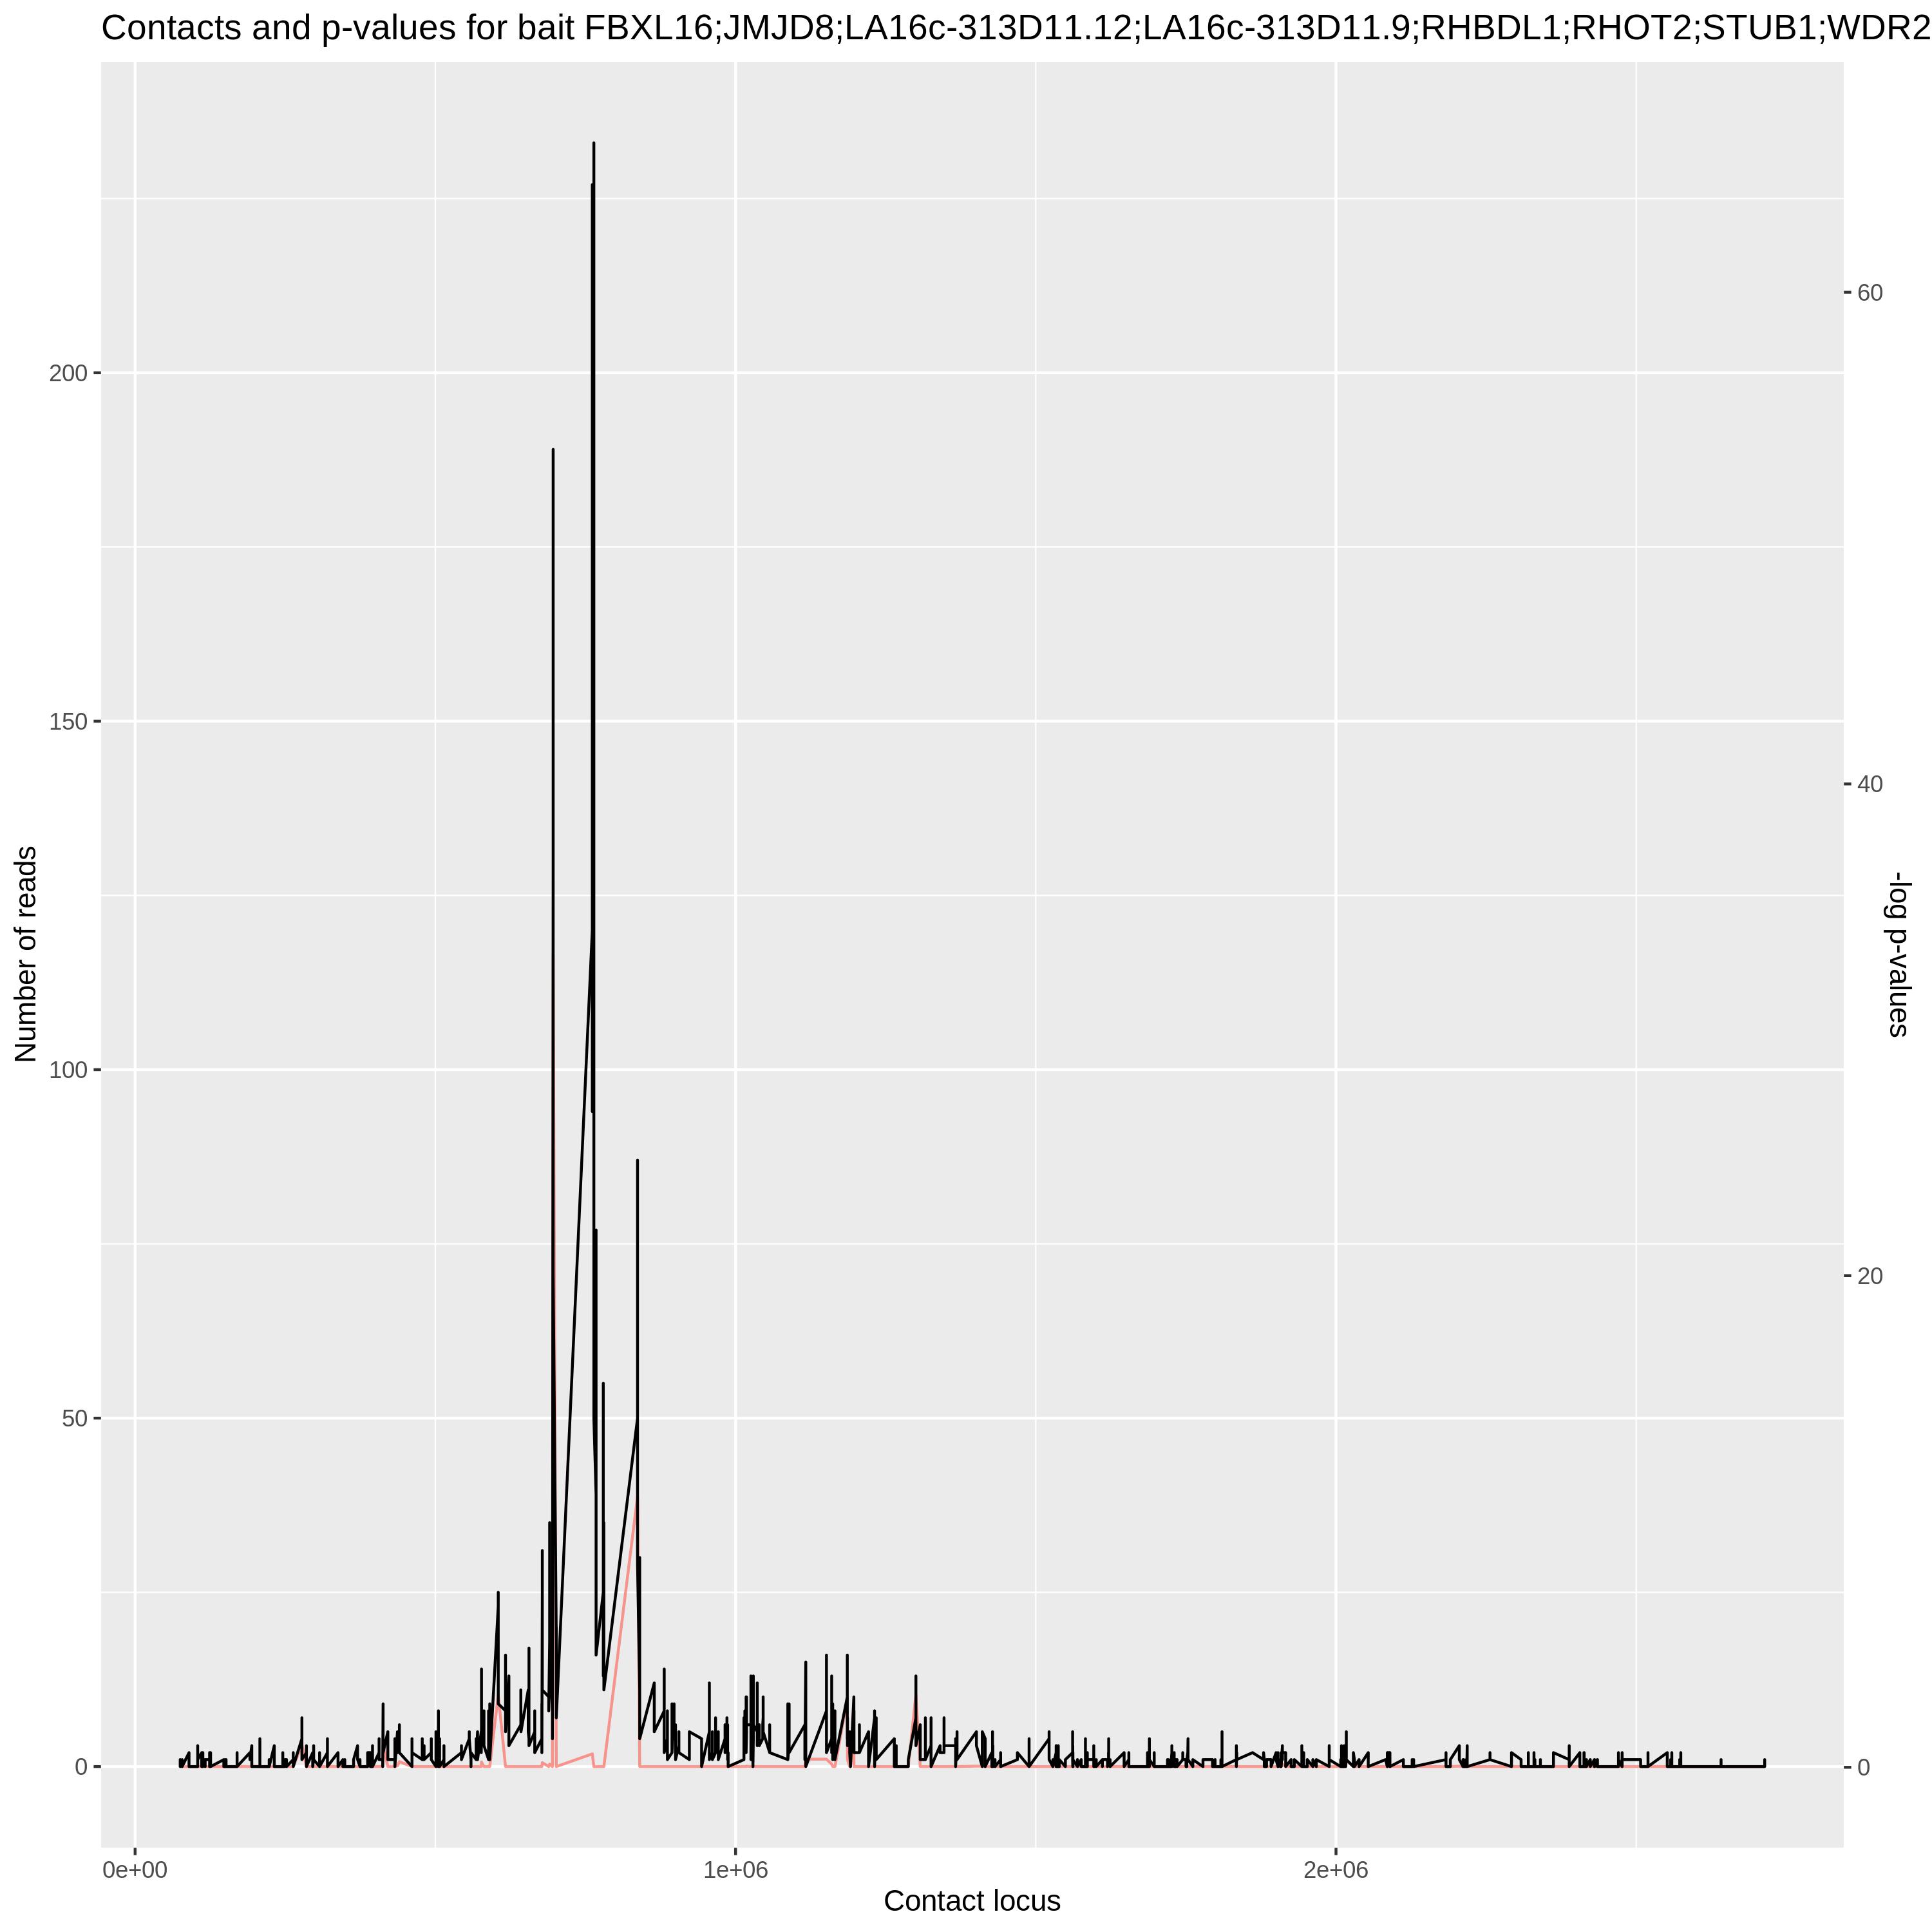 Contacts and p-values for bait FBXL16;JMJD8;LA16c-313D11.12;LA16c-313D11.9;RHBDL1;RHOT2;STUB1;WDR2
200
150
100
50
0
Number of reads
60
40
20
0
-log p-values
0e+00
1e+06
2e+06
Contact locus